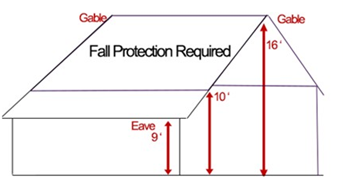 Gable Gable
Fall Protection Required
16'
10'
Eave
9'